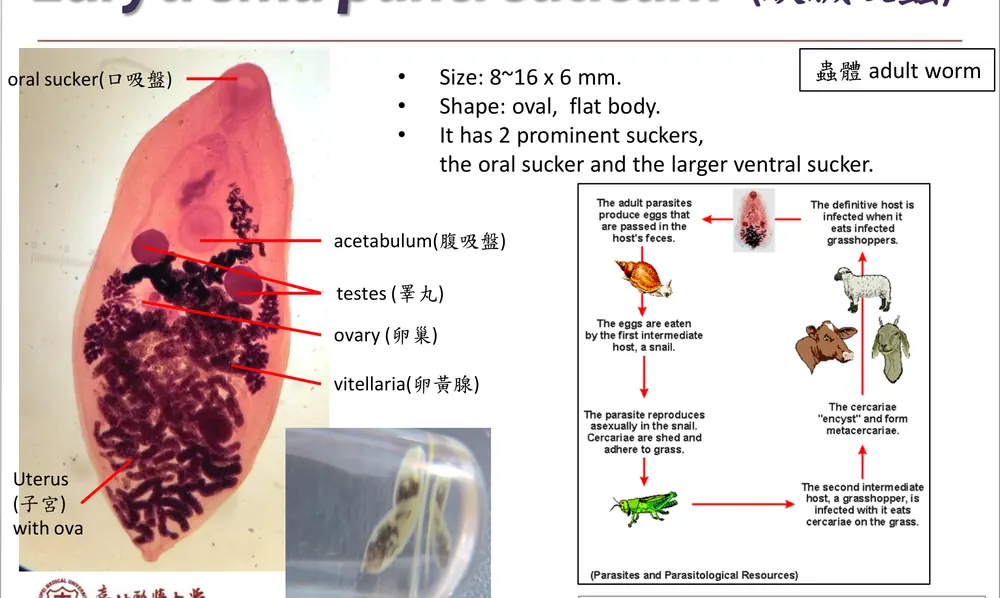 Eurytrema pancreaticum
oral sucker(口吸盤)
• Size: 8~16 x 6 mm.
• Shape: oval, flat body.
• It has 2 prominent suckers,
the oral sucker and the larger ventral sucker.
蟲體 adult worm
acetabulum(腹吸盤)
testes (睪丸)
ovary (卵巢)
vitellaria(卵黃腺)
Uterus
(子宮)
with ova
The adult parasites
produce eggs that
are passed in the
host's feces.
The eggs are eaten
by the first intermediate
host, a snail.
The parasite reproduces
asexually in the snail.
Cercariae are shed and
adhere to grass.
The second intermediate
host, a grasshopper, is
infected with it eats
cercariae on the grass.
The cercariae
"encyst" and form
metacercariae.
The definitive host is
infected when it
eats infected
grasshoppers.
(Parasites and Parasitological Resources)
MEDICAL UNIVERSITY